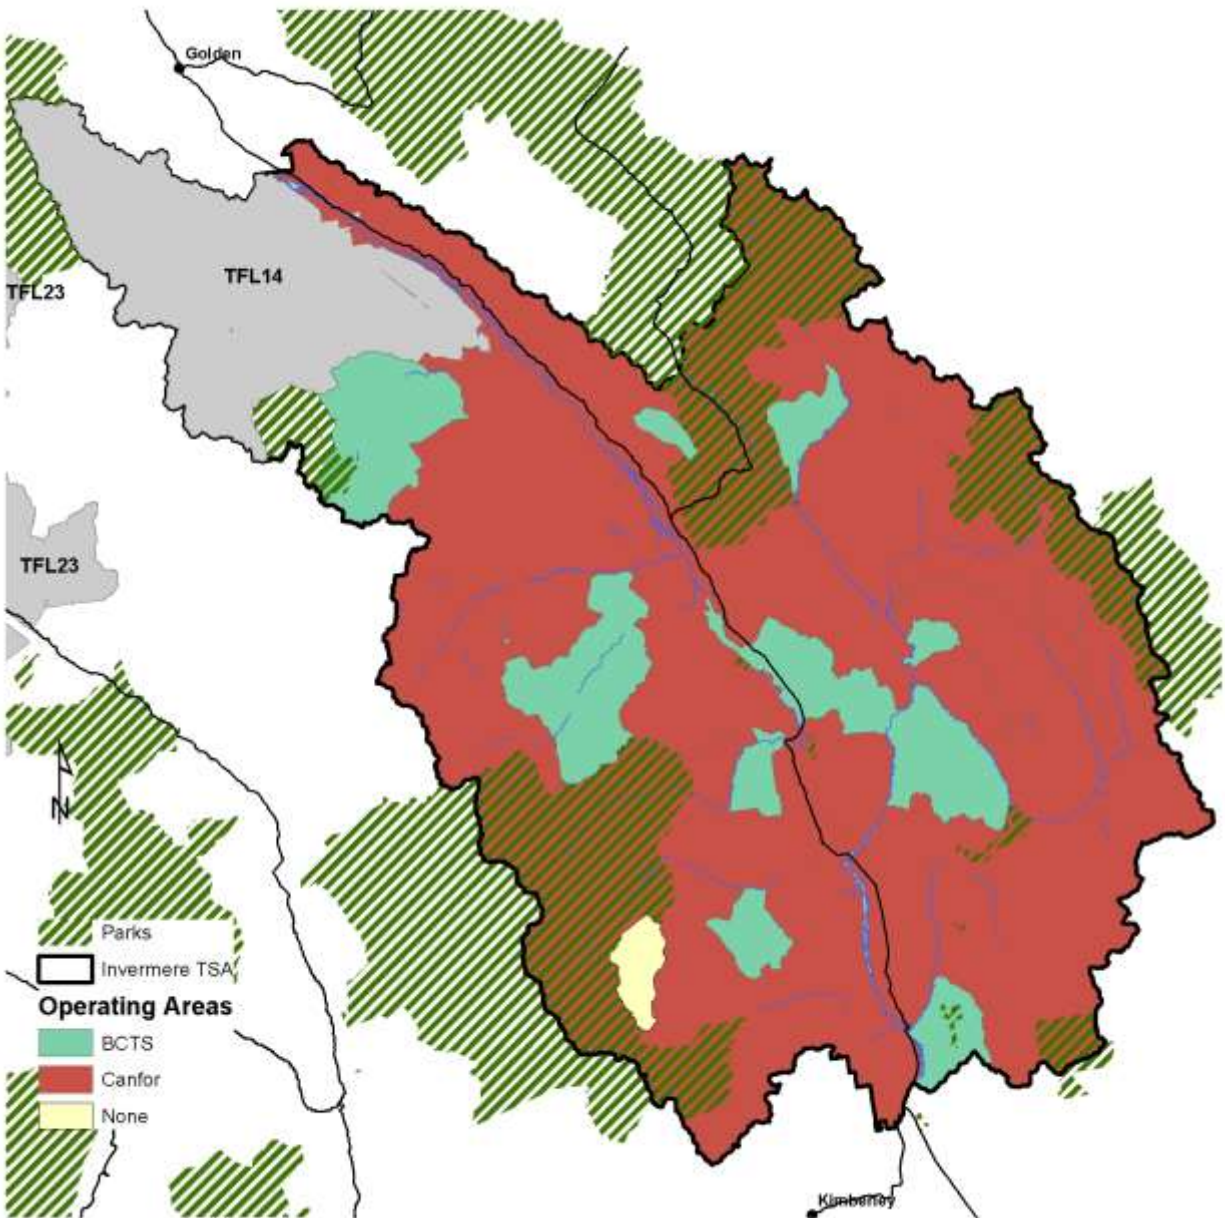 Golden
TFL14
TFL23
TFL23
N
Parks
Invermere TSA
Operating Areas
BCTS
Canfor
None
Kimberley